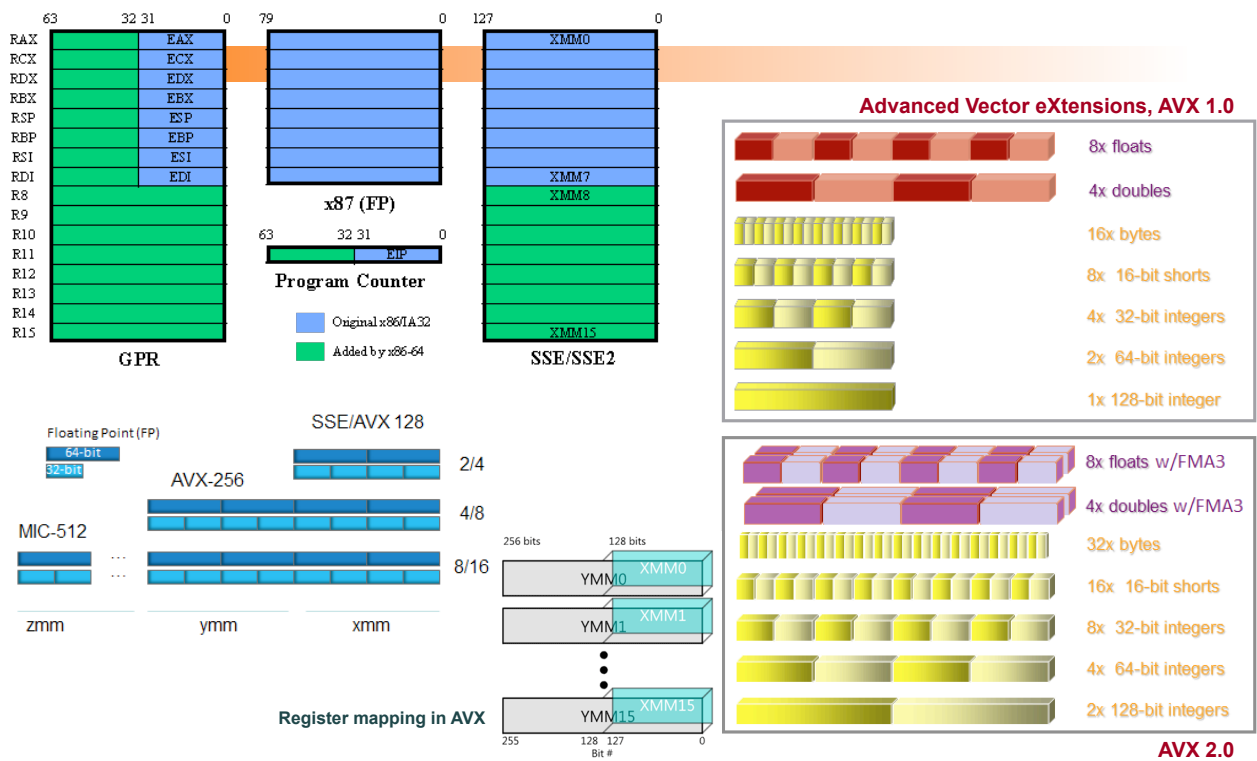 63 32 31 0
79 0
127 0
RAX EAX
RCX ECX
RDX EDX
RBX EBX
RSP ESP
RBP EBP
RSI ESI
RDI EDI
R8
R9
R10
R11
R12
R13
R14
R15
GPR
x87 (FP)
63 32 31 0
EIP
Program Counter
Original x86/IA32
Added by x86-64
XMM0
XMM7
XMM8
XMM15
SSE/SSE2
Advanced Vector eXtensions, AVX 1.0
8x floats
4x doubles
16x bytes
8x 16-bit shorts
4x 32-bit integers
2x 64-bit integers
1x 128-bit integer
Floating Point (FP)
64-bit
32-bit
SSE/AVX 128
2/4
AVX-256
4/8
MIC-512
... 
...
8/16
zmm ymm xmm
256 bits 128 bits
YMM0 XMM0
YMM1 XMM1
YMM15 XMM15
255 128 127 0
Bit #
Register mapping in AVX
8x floats w/FMA3
4x doubles w/FMA3
32x bytes
16x 16-bit shorts
8x 32-bit integers
4x 64-bit integers
2x 128-bit integers
AVX 2.0